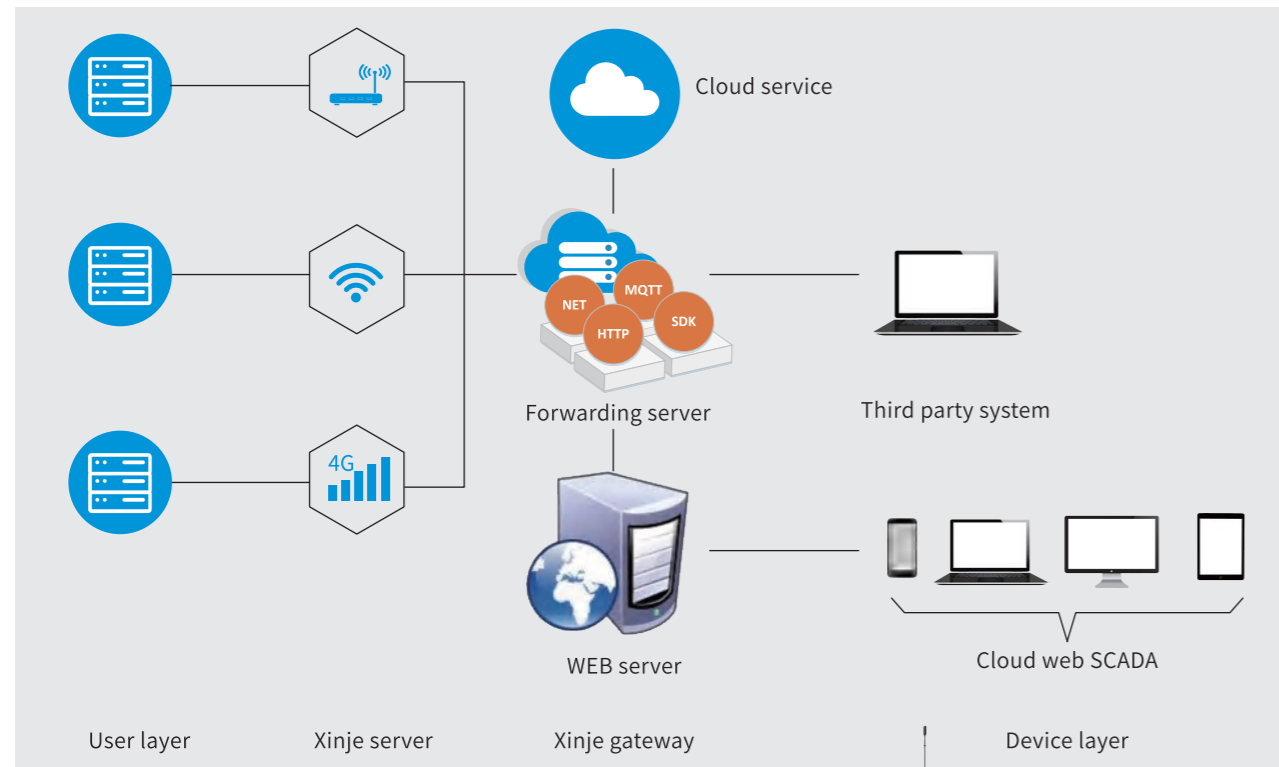 Cloud service
MQTT
NET
SDK
HTTP
Forwarding server
Third party system
4G
WEB server
Cloud web SCADA
User layer
Xinje server
Xinje gateway
Device layer